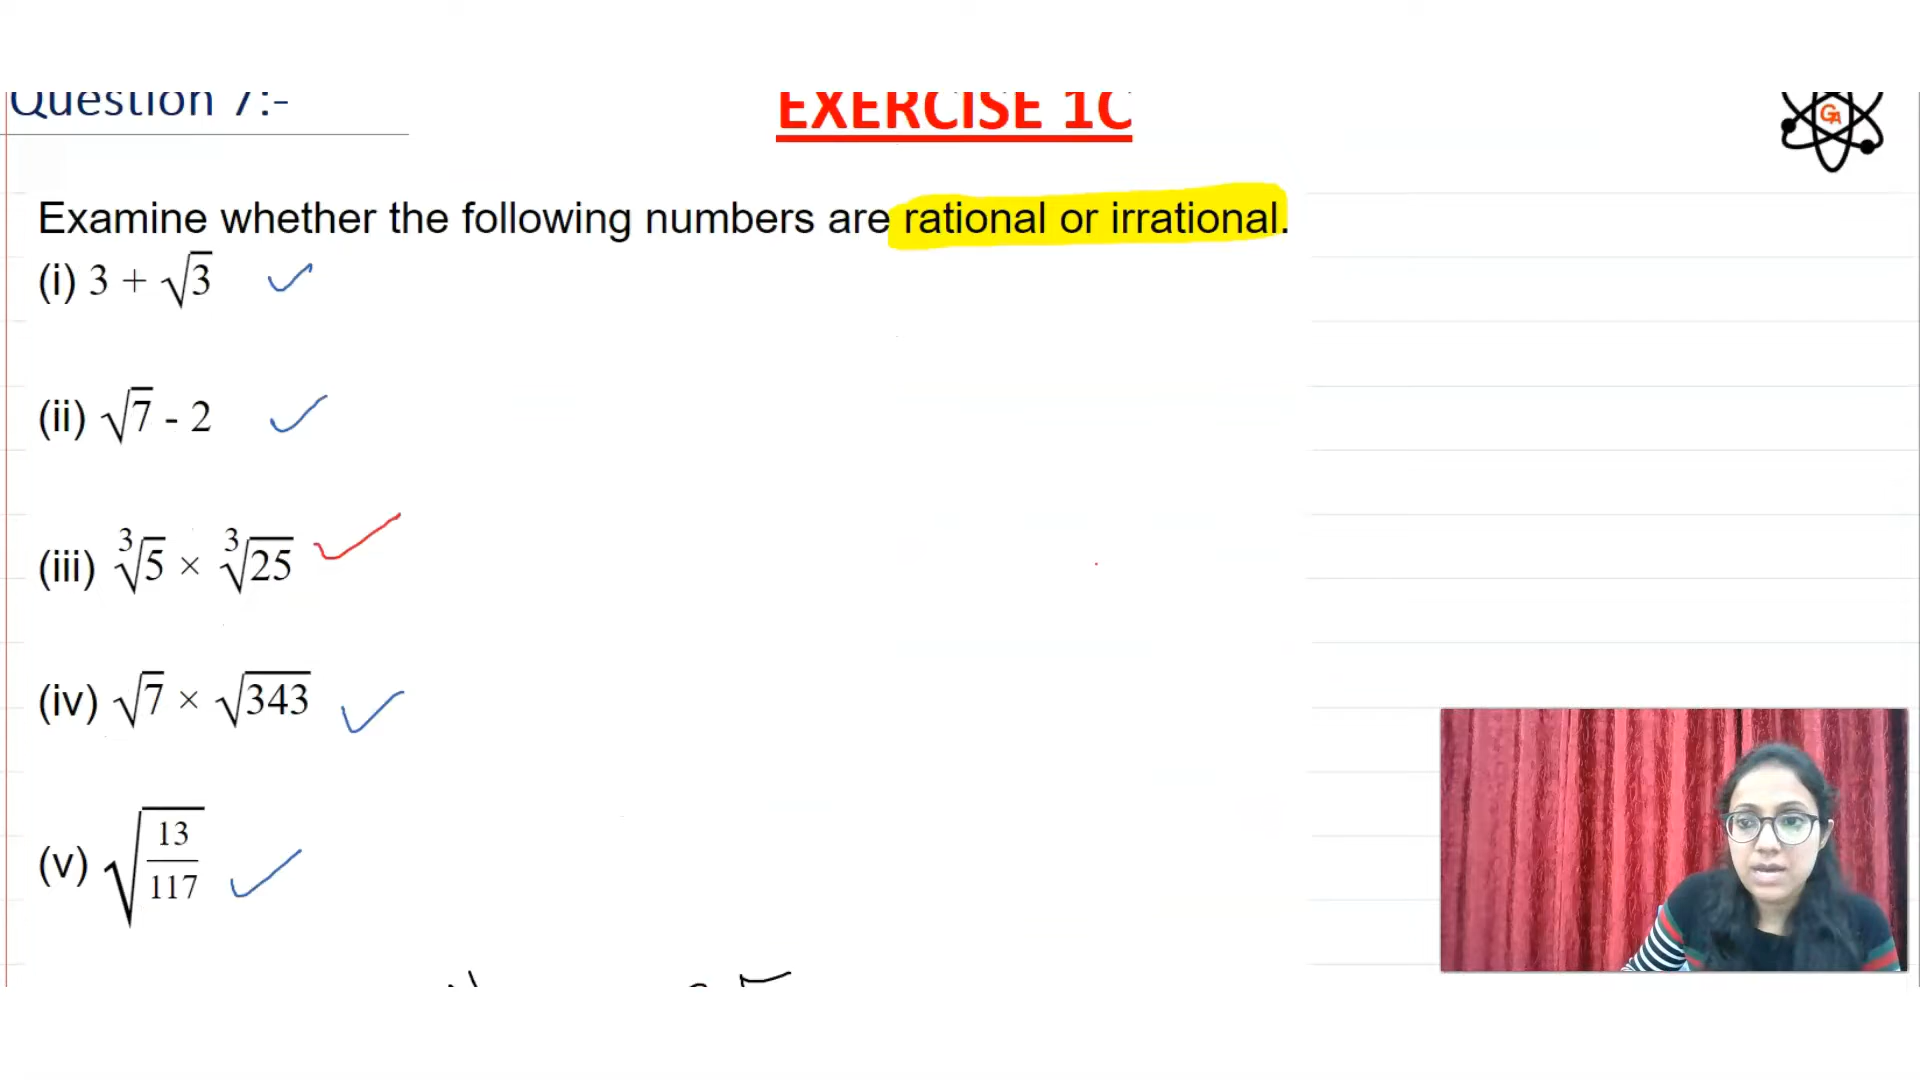 Question 7:-
EXERCISE 1C
GA
Examine whether the following numbers are rational or irrational.
(i) 3 + √3
(ii) √7 - 2
(iii) ∛5 × ∛25
(iv) √7 × √343
(v) √(13/117)